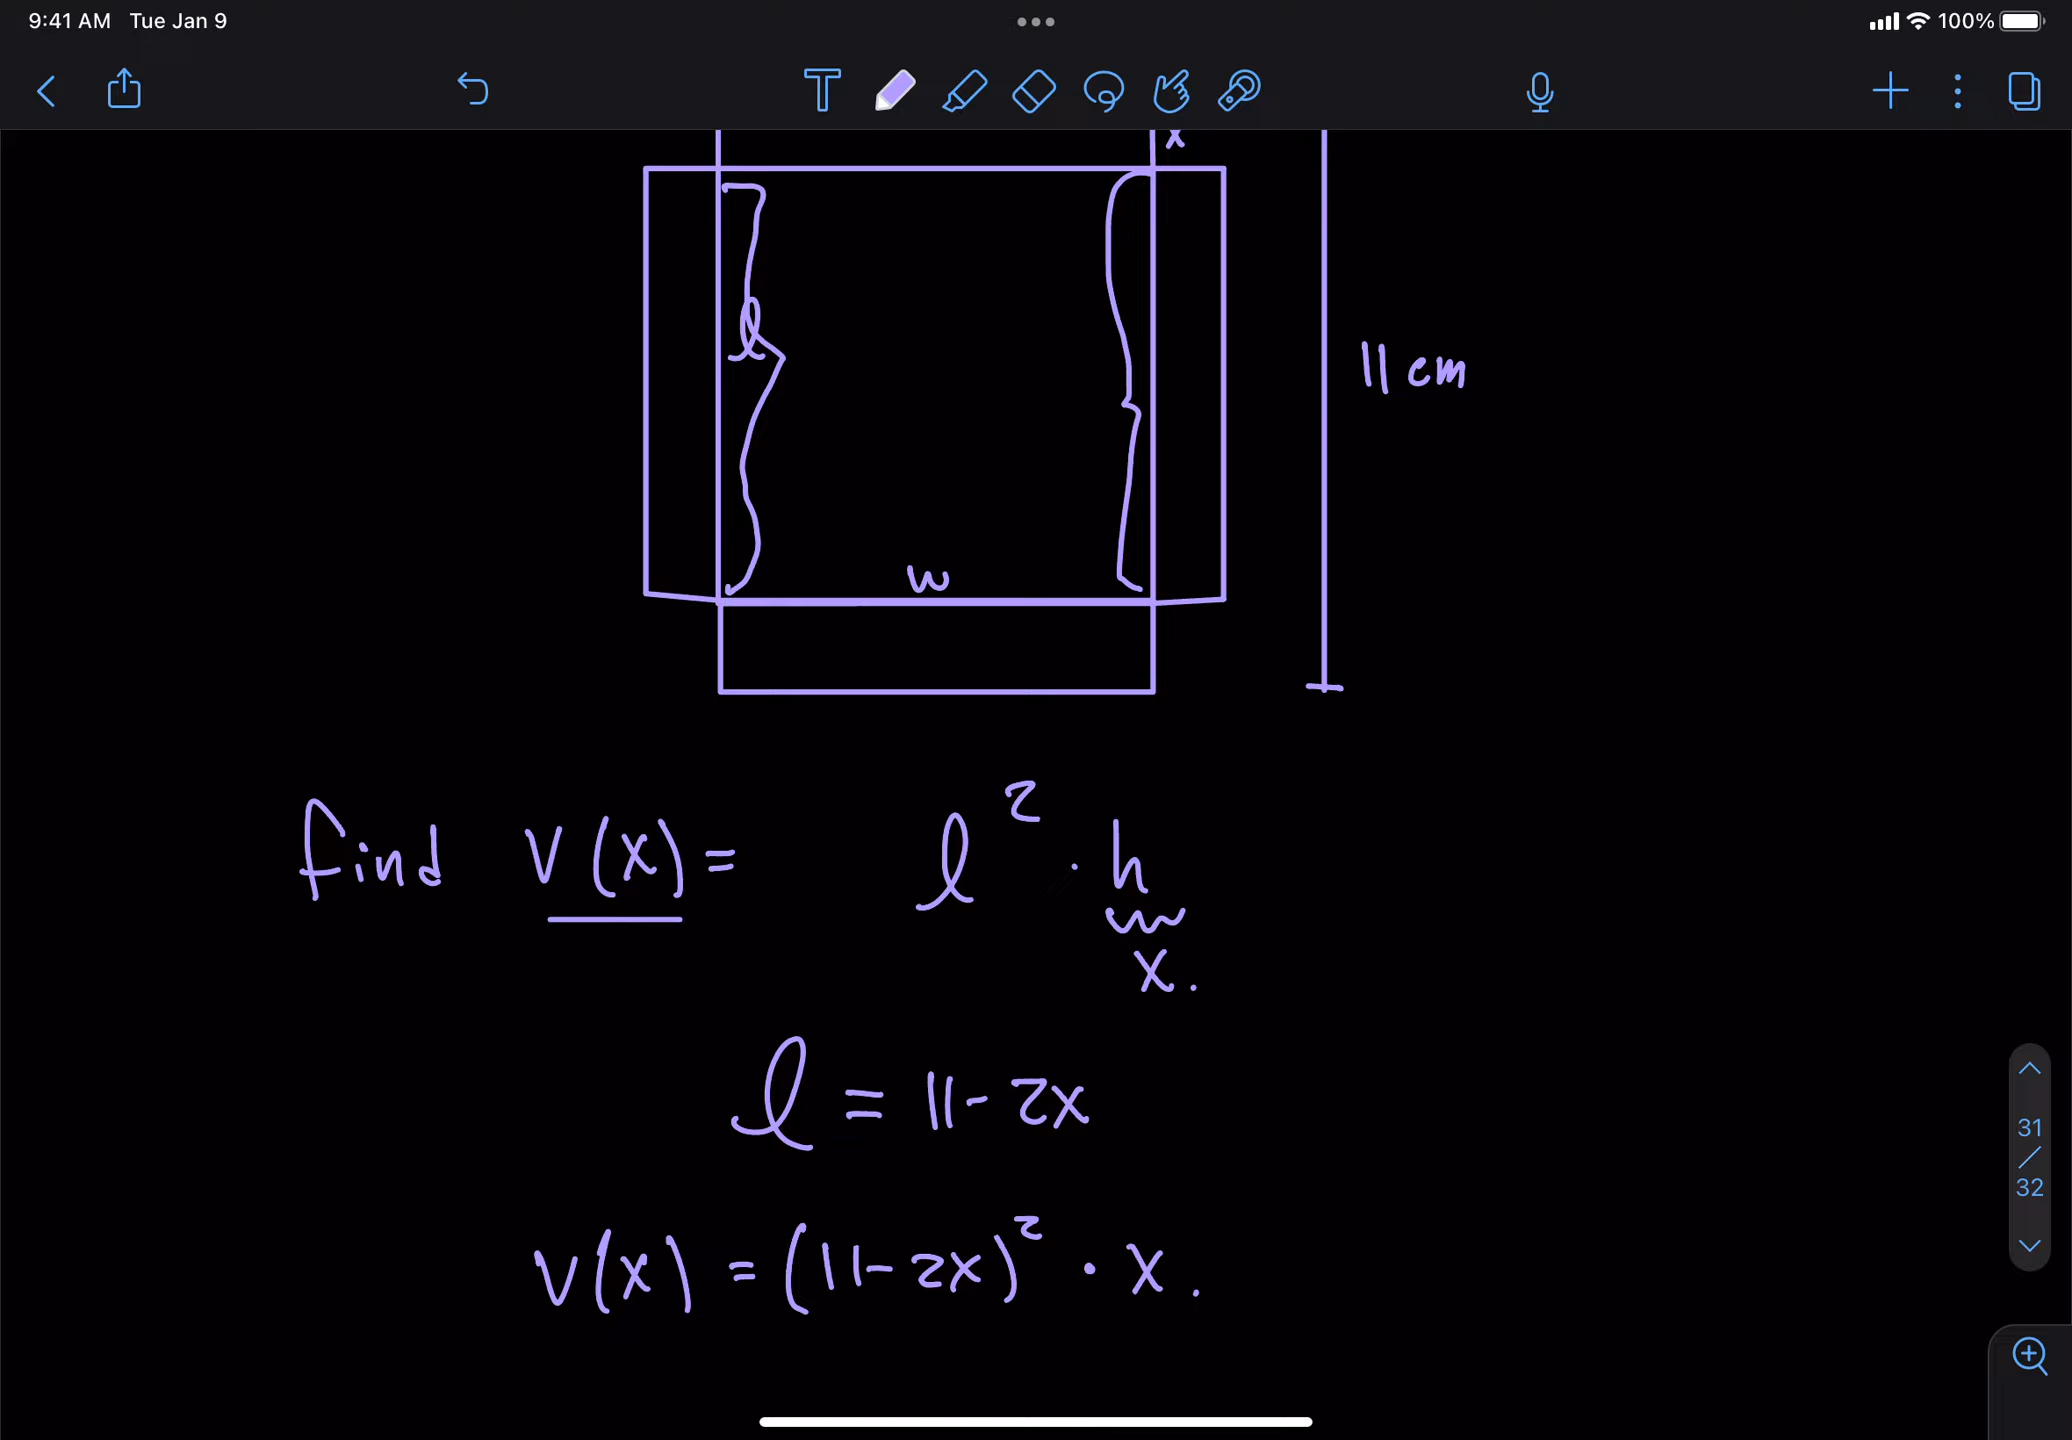 9:41 AM Tue Jan 9
100%
T
x
l
11 cm
w
find V(x) = l² · h
x.
l = 11 - 2x
31
/
32
V(x) = (11 - 2x)² · x.